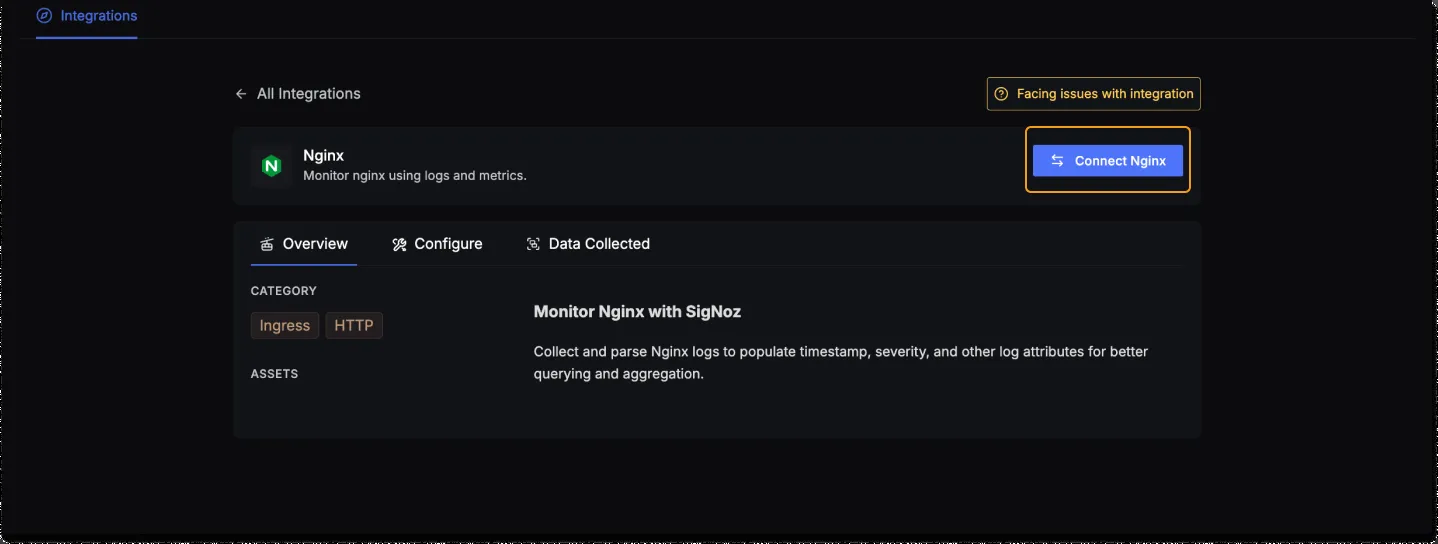 Integrations
All Integrations
Facing issues with integration
Nginx
Monitor nginx using logs and metrics.
Connect Nginx
Overview
Configure
Data Collected
CATEGORY
Ingress
HTTP
ASSETS
Monitor Nginx with SigNoz
Collect and parse Nginx logs to populate timestamp, severity, and other log attributes for better
querying and aggregation.